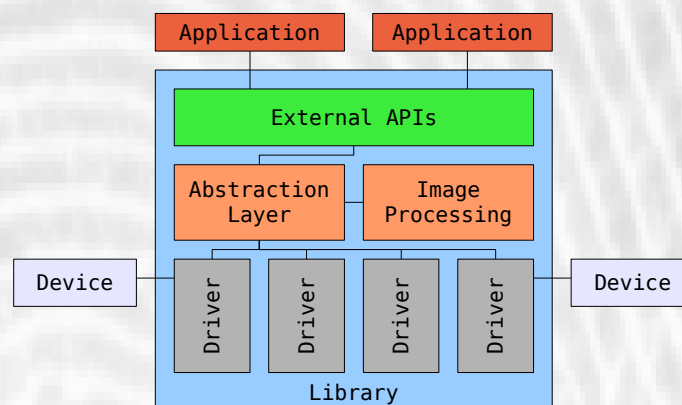 Application
Application
External APIs
Abstraction
Layer
Image
Processing
Device
Driver
Driver
Driver
Driver
Device
Library